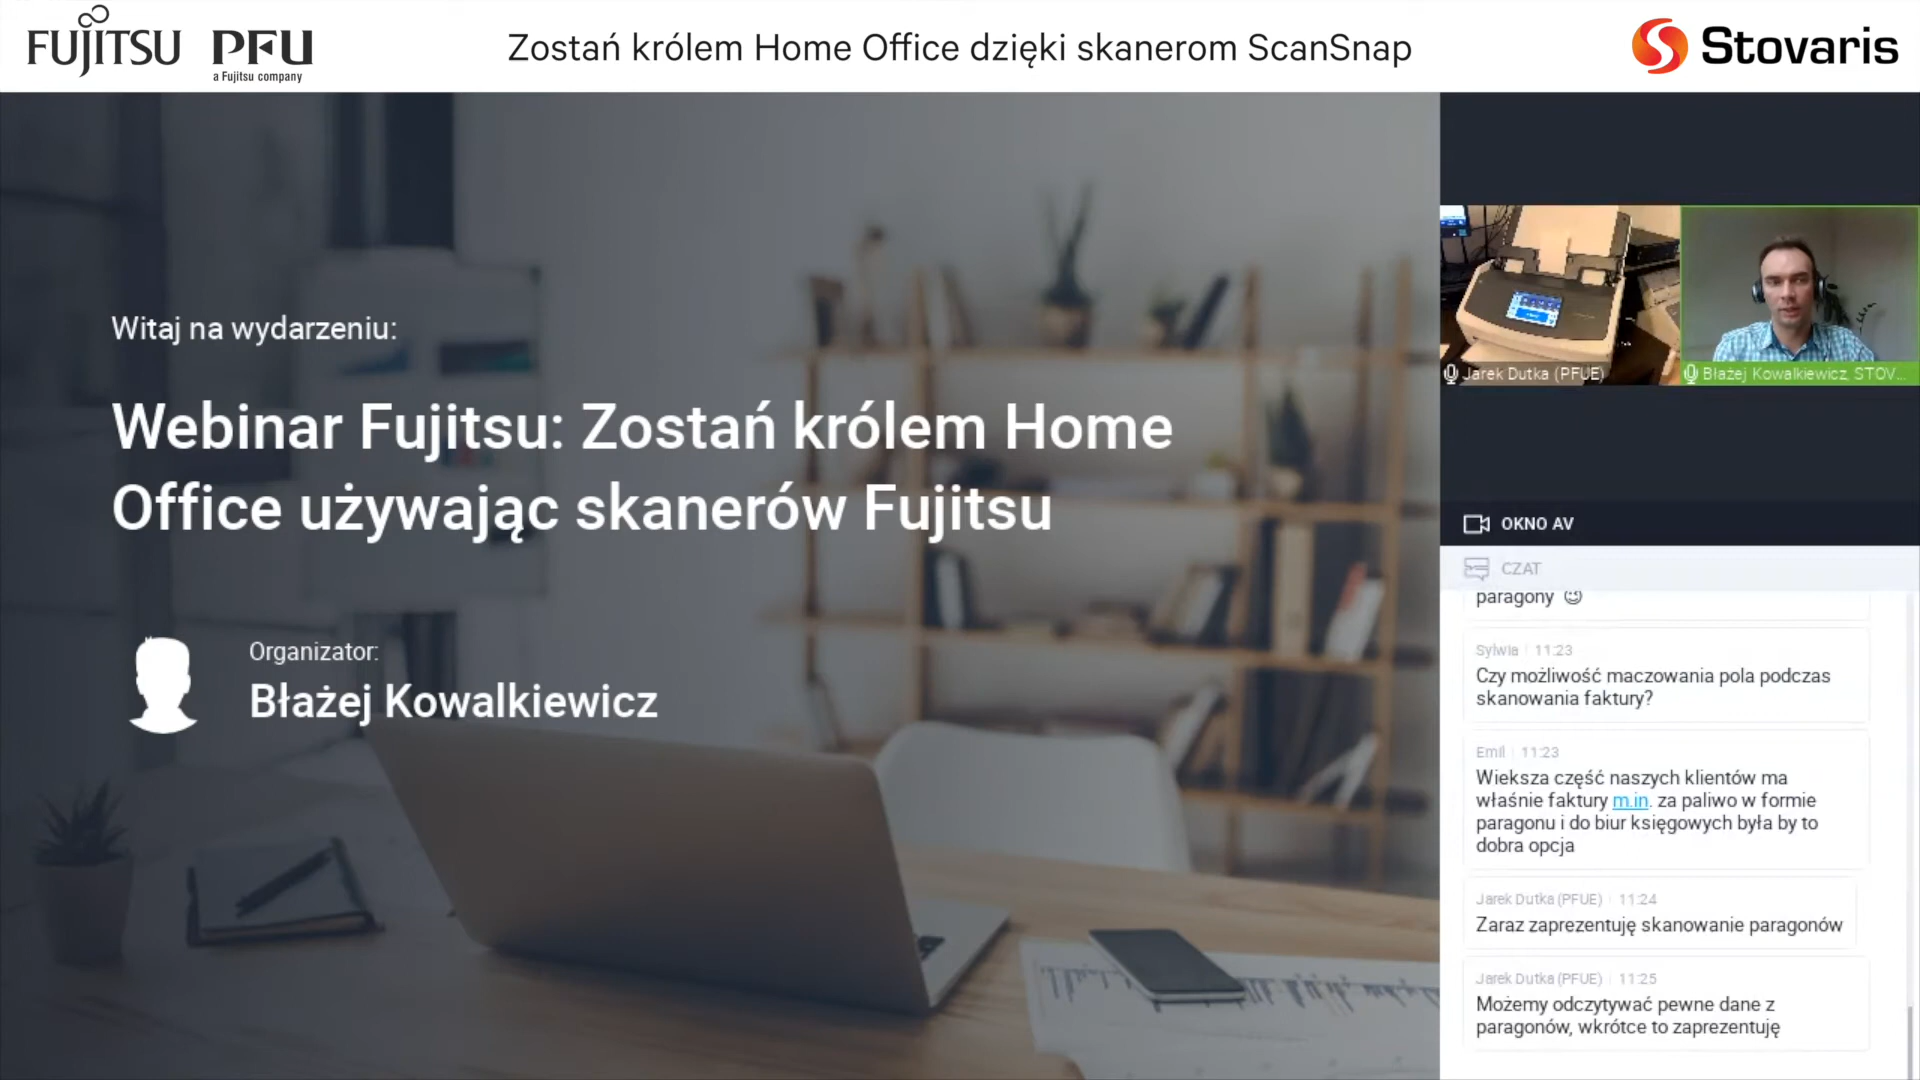 FUJITSU
PFU
a Fujitsu company
Zostań królem Home Office dzięki skanerom ScanSnap
Stovaris
Witaj na wydarzeniu:
Webinar Fujitsu: Zostań królem Home
Office używając skanerów Fujitsu
Organizator:
Błażej Kowalkiewicz
Jarek Dutka (PFUE)
Błażej Kowalkiewicz, STOV...
OKNO AV
CZAT
paragony
Sylwia 11:23
Czy możliwość maczowania pola podczas
skanowania faktury?
Emil 11:23
Wieksza część naszych klientów ma
właśnie faktury m.in. za paliwo w formie
paragonu i do biur księgowych była by to
dobra opcja
Jarek Dutka (PFUE) 11:24
Zaraz zaprezentuję skanowanie paragonów
Jarek Dutka (PFUE) 11:25
Możemy odczytywać pewne dane z
paragonów, wkrótce to zaprezentuję